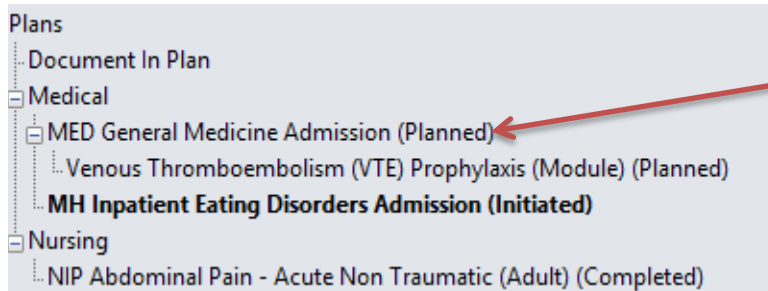 Plans
Document In Plan
Medical
MED General Medicine Admission (Planned)
Venous Thromboembolism (VTE) Prophylaxis (Module) (Planned)
MH Inpatient Eating Disorders Admission (Initiated)
Nursing
NIP Abdominal Pain - Acute Non Traumatic (Adult) (Completed)